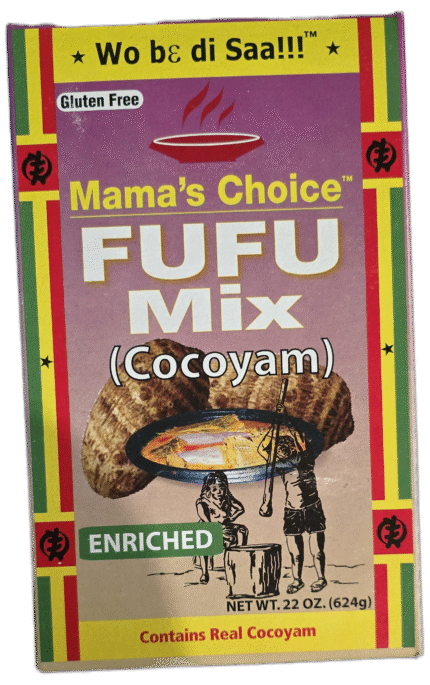 ★ Wo bɛ di Saa!!!™ ★
Gluten Free
Mama's Choice™
FUFU
Mix
(Cocoyam)
ENRICHED
NET WT. 22 OZ. (624g)
Contains Real Cocoyam